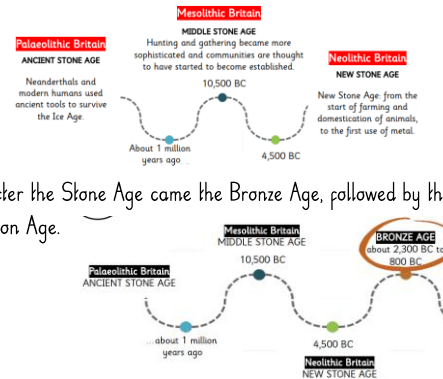 Mesolithic Britain
MIDDLE STONE AGE
Hunting and gathering became more
sophisticated and communities are thought
to have started to become established.
10,500 BC
Palaeolithic Britain
ANCIENT STONE AGE
Neanderthals and
modern humans used
ancient tools to survive
the Ice Age.
About 1 million
years ago
Neolithic Britain
NEW STONE AGE
New Stone Age: from the
start of farming and
domestication of animals,
to the first use of metal.
4,500 BC
the Stone Age came the Bronze Age, followed by
Age.
Mesolithic Britain
MIDDLE STONE AGE
10,500 BC
BRONZE AGE
about 2,300 BC to
800 BC
Palaeolithic Britain
ANCIENT STONE AGE
...about 1 million
years ago
4,500 BC
Neolithic Britain
NEW STONE AGE